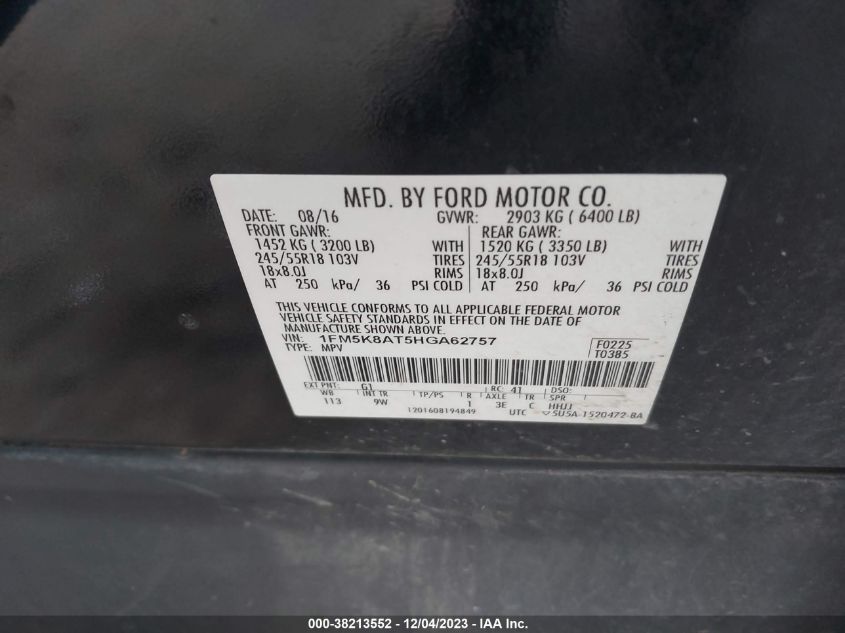 MFD. BY FORD MOTOR CO.
DATE: 08/16 GVWR: 2903 KG ( 6400 LB)
FRONT GAWR: REAR GAWR:
1452 KG ( 3200 LB) WITH 1520 KG ( 3350 LB) WITH
245/55R18 103V TIRES 245/55R18 103V TIRES
18x8.0J RIMS 18x8.0J RIMS
AT 250 kPa/ 36 PSI COLD AT 250 kPa/ 36 PSI COLD
THIS VEHICLE CONFORMS TO ALL APPLICABLE FEDERAL MOTOR
VEHICLE SAFETY STANDARDS IN EFFECT ON THE DATE OF
MANUFACTURE SHOWN ABOVE.
VIN: 1FM5K8AT5HGA62757 F0225
TYPE: MPV T0385
EXT PNT: G1 RC: 41 DSO:
WB INT TR TP/PS R AXLE TR SPR
113 9W 1 3E C HHJJ
1201608194849 UTC ▽ 5U5A-1520472-BA
000-38213552 - 12/04/2023 - IAA Inc.